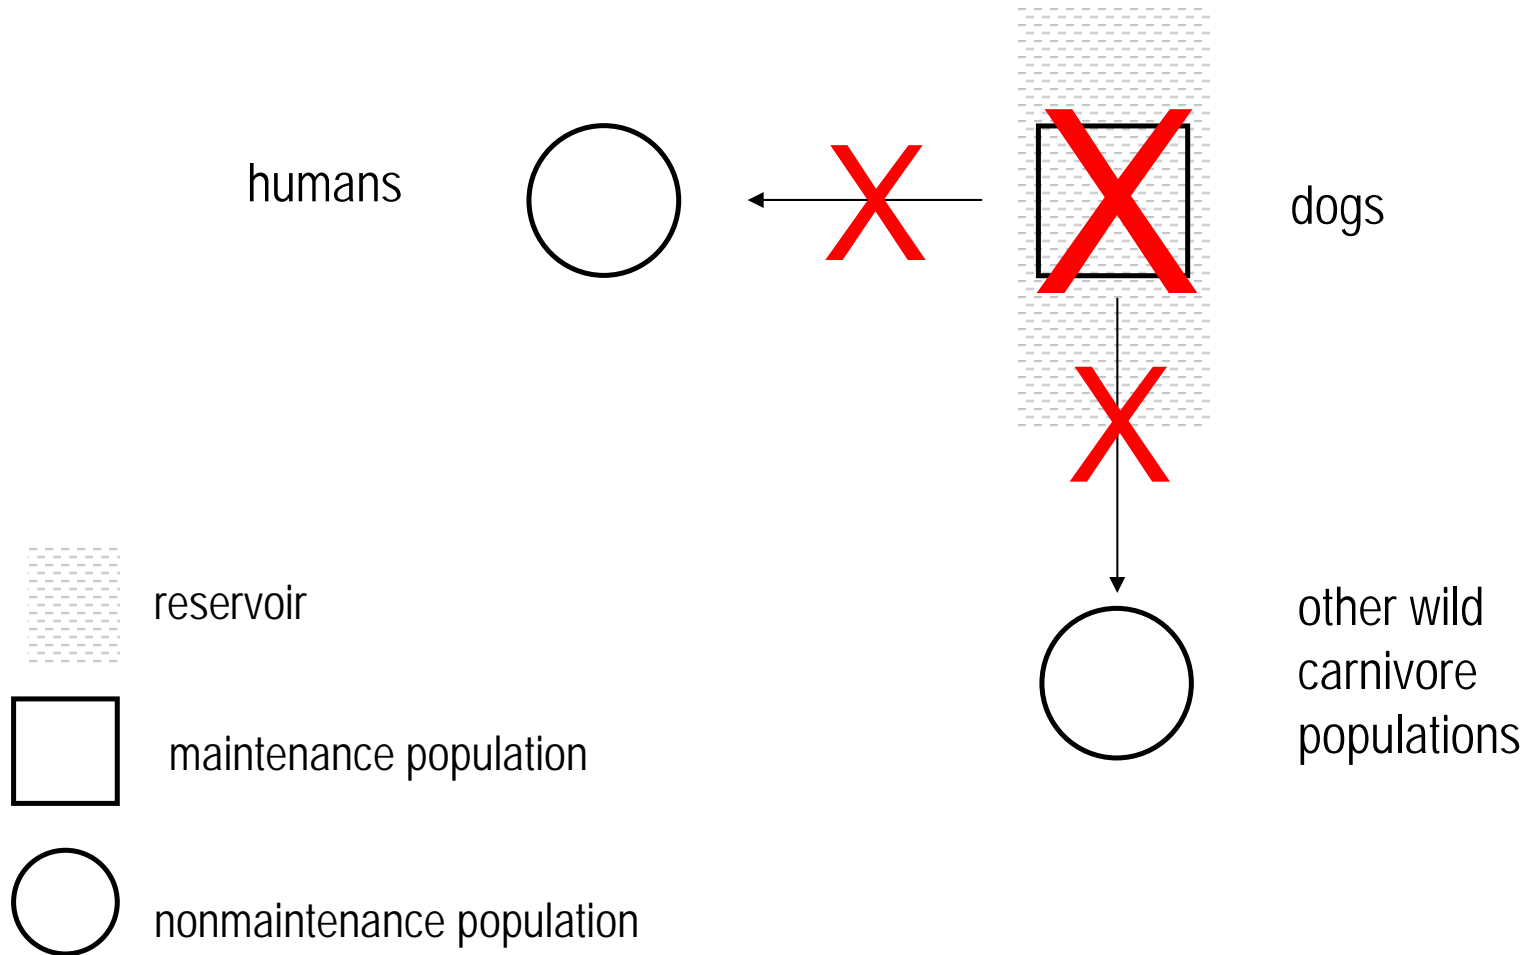 humans
dogs
reservoir
maintenance population
nonmaintenance population
other wild
carnivore
populations